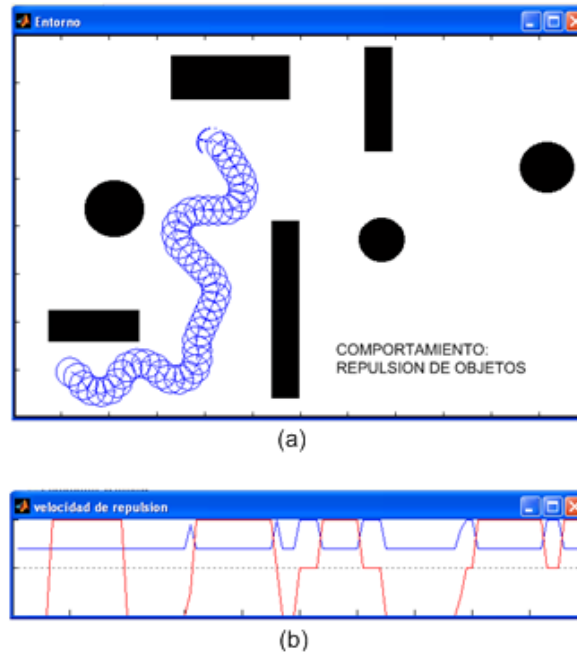 Entorno
COMPORTAMIENTO:
REPULSION DE OBJETOS
(a)
velocidad de repulsion
(b)